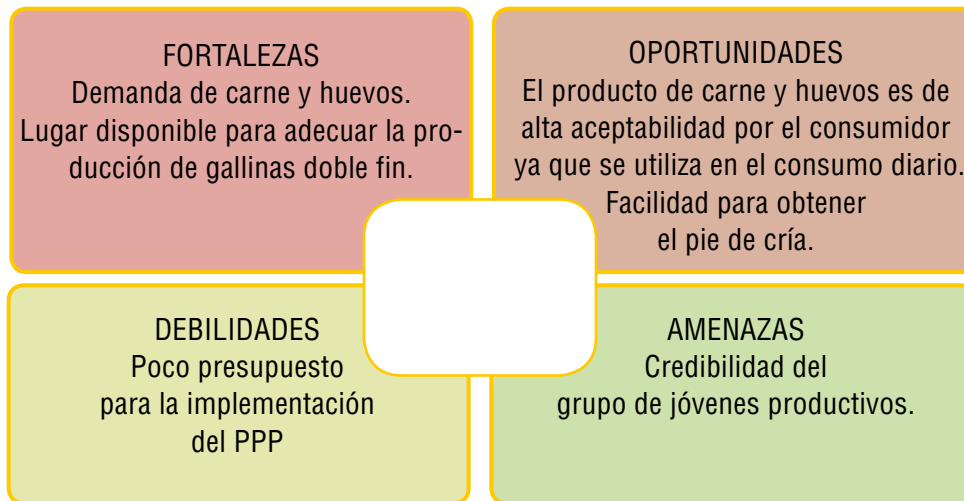 FORTALEZAS
Demanda de carne y huevos.
Lugar disponible para adecuar la pro-
ducción de gallinas doble fin.
OPORTUNIDADES
El producto de carne y huevos es de
alta aceptabilidad por el consumidor
ya que se utiliza en el consumo diario.
Facilidad para obtener
el pie de cría.
DEBILIDADES
Poco presupuesto
para la implementación
del PPP
AMENAZAS
Credibilidad del
grupo de jóvenes productivos.